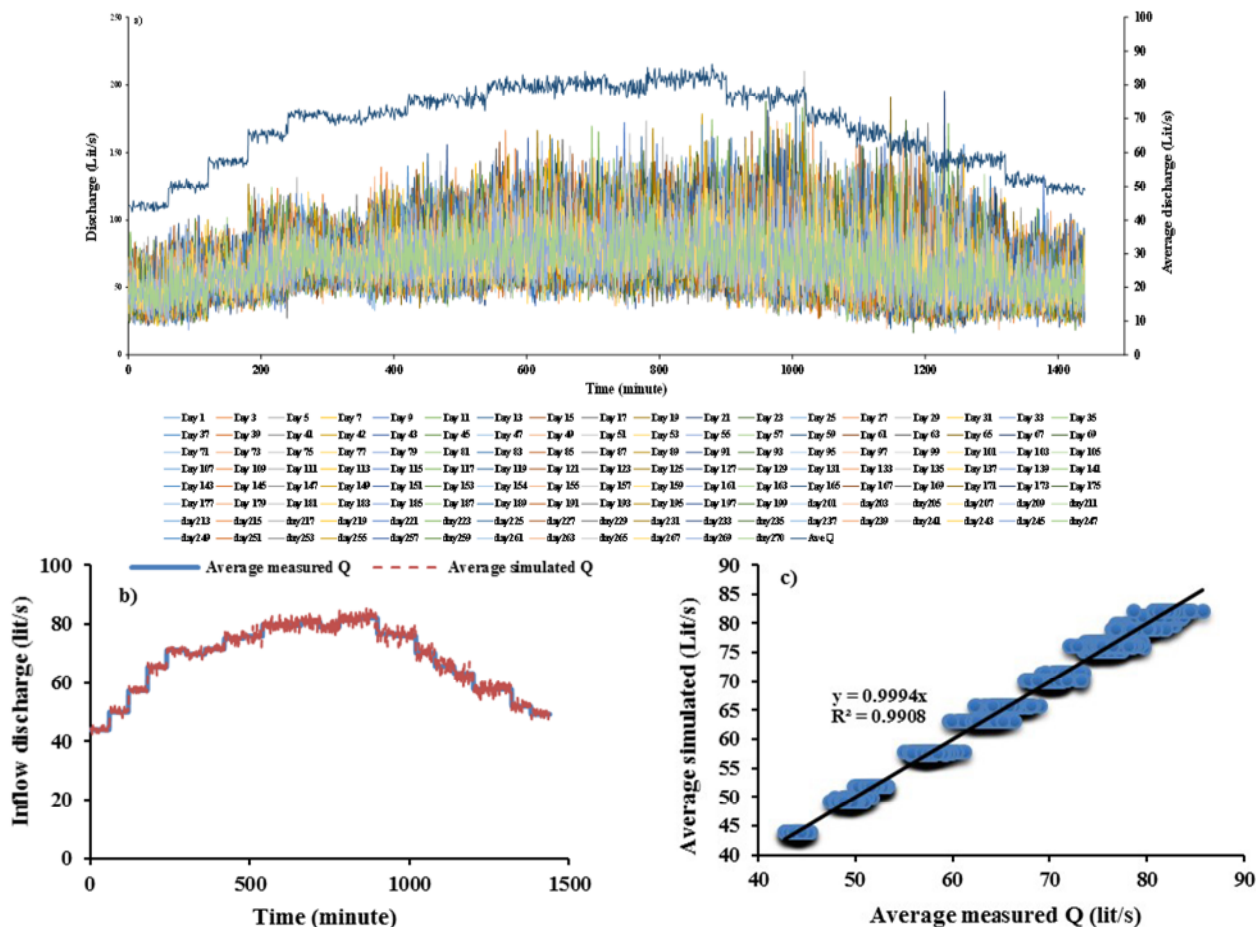 a)
250
200
150
100
50
0
Discharge (Lit/s)
100
90
80
70
60
50
40
30
20
10
0
Average discharge (Lit/s)
0 200 400 600 800 1000 1200 1400
Time (minute)
Day 1 Day 3 Day 5 Day 7 Day 9 Day 11 Day 13 Day 15 Day 17 Day 19 Day 21 Day 23 Day 25 Day 27 Day 29 Day 31 Day 33 Day 35
Day 37 Day 39 Day 41 Day 42 Day 43 Day 45 Day 47 Day 49 Day 51 Day 53 Day 55 Day 57 Day 59 Day 61 Day 63 Day 65 Day 67 Day 69
Day 71 Day 73 Day 75 Day 77 Day 79 Day 81 Day 83 Day 85 Day 87 Day 89 Day 91 Day 93 Day 95 Day 97 Day 99 Day 101 Day 103 Day 105
Day 107 Day 109 Day 111 Day 113 Day 115 Day 117 Day 119 Day 121 Day 123 Day 125 Day 127 Day 129 Day 131 Day 133 Day 135 Day 137 Day 139 Day 141
Day 143 Day 145 Day 147 Day 149 Day 151 Day 153 Day 154 Day 155 Day 157 Day 159 Day 161 Day 163 Day 165 Day 167 Day 169 Day 171 Day 173 Day 175
Day 177 Day 179 Day 181 Day 183 Day 185 Day 187 Day 189 Day 191 Day 193 Day 195 Day 197 Day 199 day201 day203 day205 day207 day209 day211
day213 day215 day217 day219 day221 day223 day225 day227 day229 day231 day233 day235 day237 day239 day241 day243 day245 day247
day249 day251 day253 day255 day257 day259 day261 day263 day265 day267 day269 day270 Ave Q
Average measured Q Average simulated Q
b)
100
80
60
40
20
0
Inflow discharge (lit/s)
0 500 1000 1500
Time (minute)
c)
90
85
80
75
70
65
60
55
50
45
40
Average simulated (Lit/s)
y = 0.9994x
R² = 0.9908
40 50 60 70 80 90
Average measured Q (lit/s)